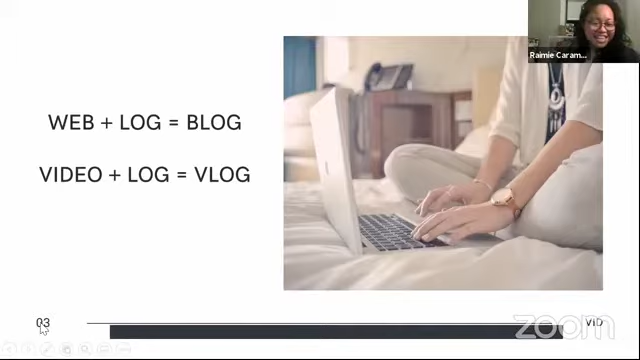 WEB + LOG = BLOG
VIDEO + LOG = VLOG
Raimie Caram...
03
VID
zoom